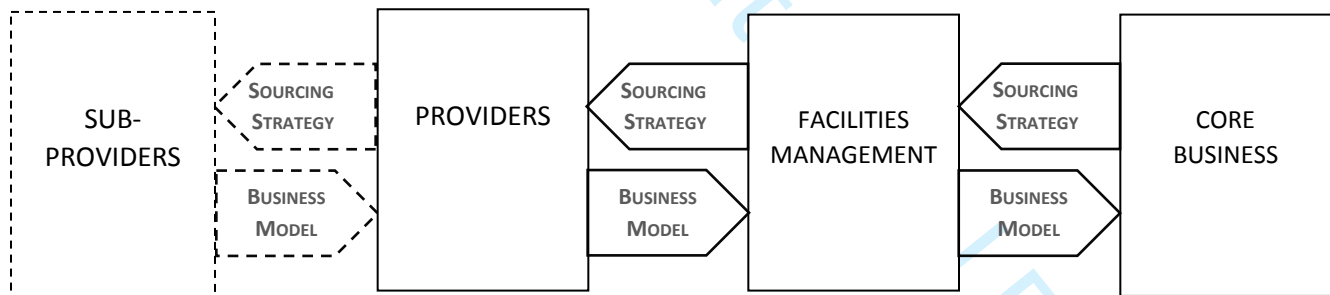 SUB-
PROVIDERS
SOURCING
STRATEGY
BUSINESS
MODEL
PROVIDERS
SOURCING
STRATEGY
BUSINESS
MODEL
FACILITIES
MANAGEMENT
SOURCING
STRATEGY
BUSINESS
MODEL
CORE
BUSINESS